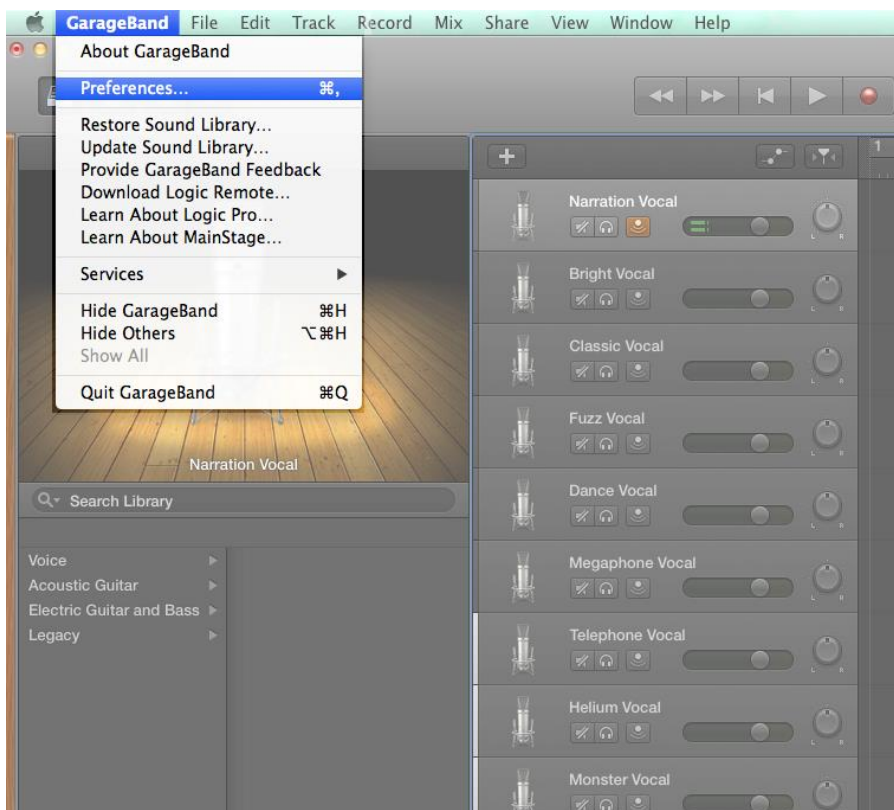 GarageBand File Edit Track Record Mix Share View Window Help
About GarageBand
Preferences... ⌘,
Restore Sound Library...
Update Sound Library...
Provide GarageBand Feedback
Download Logic Remote...
Learn About Logic Pro...
Learn About MainStage...
Services
Hide GarageBand ⌘H
Hide Others ⌥⌘H
Show All
Quit GarageBand ⌘Q
Narration Vocal
Search Library
Voice
Acoustic Guitar
Electric Guitar and Bass
Legacy
1
Narration Vocal
L R
Bright Vocal
L R
Classic Vocal
L R
Fuzz Vocal
L R
Dance Vocal
L R
Megaphone Vocal
L R
Telephone Vocal
L R
Helium Vocal
L R
Monster Vocal